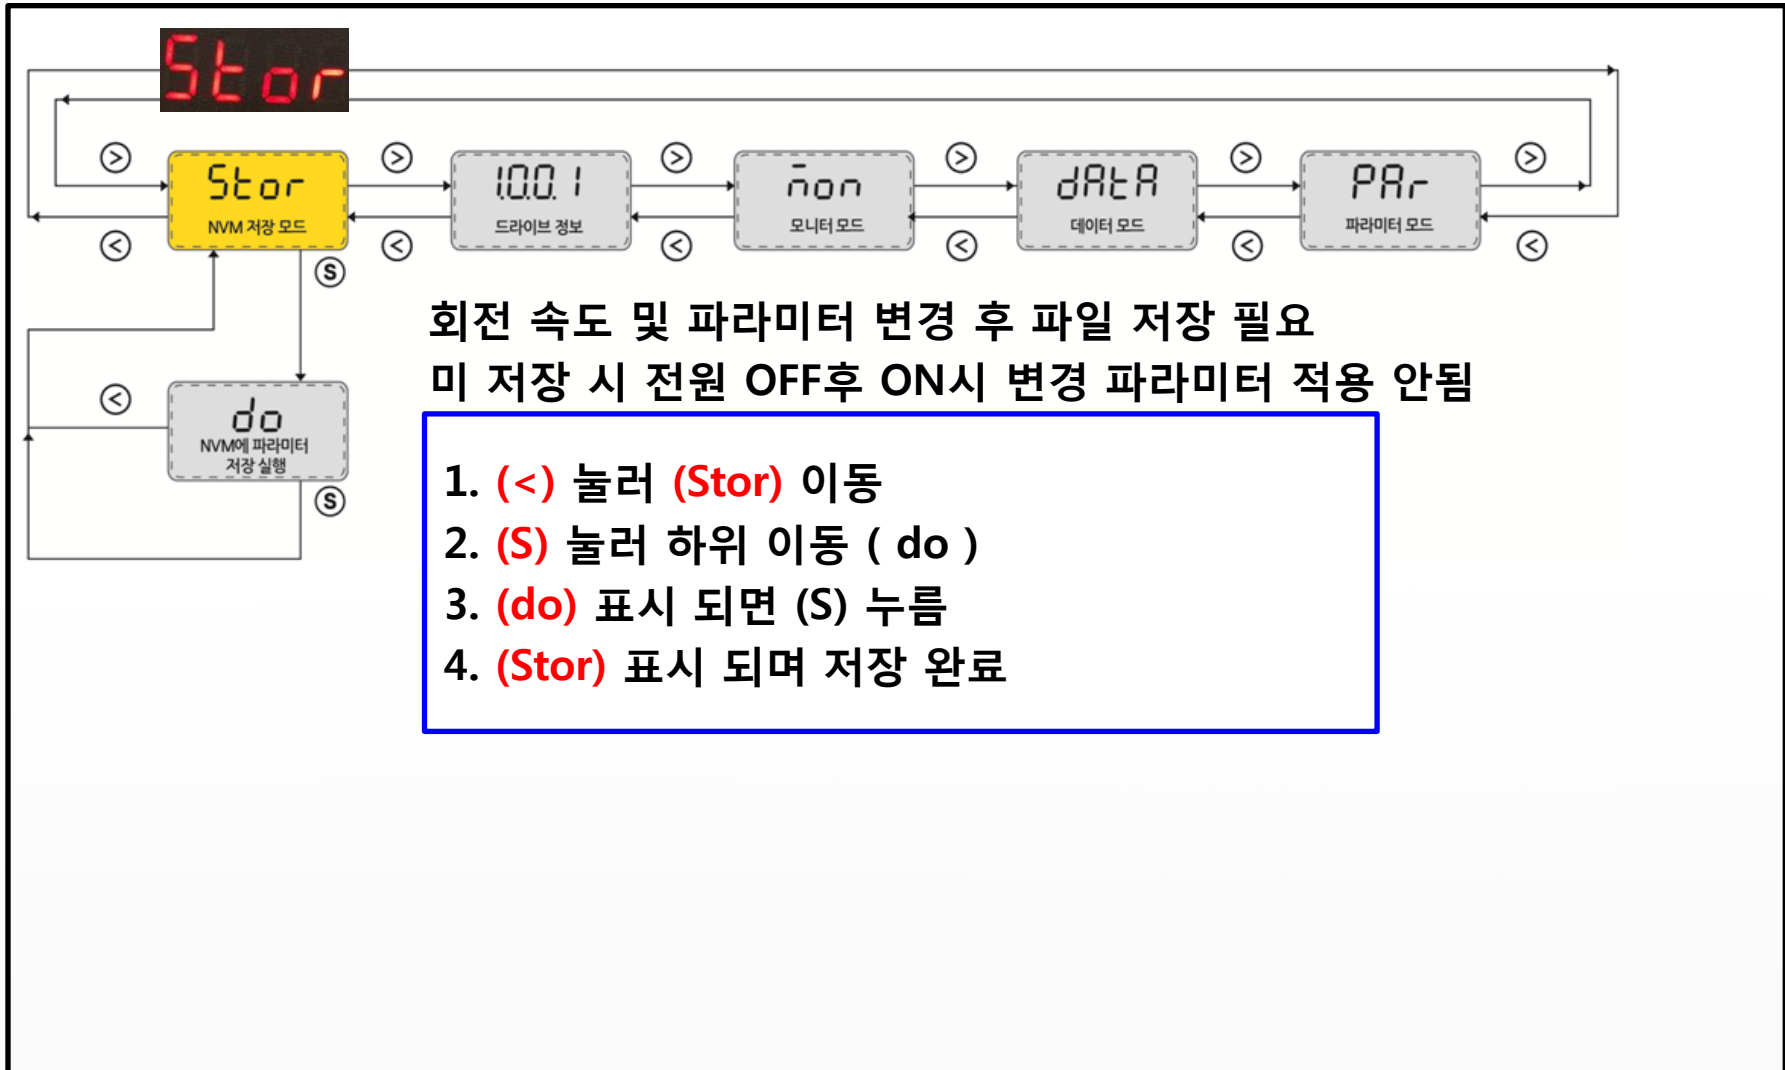 Stor
Stor
NVM 저장 모드
1.0.0.1
드라이브 정보
mon
모니터 모드
dAtA
데이터 모드
PAr
파라미터 모드
> > > > > >
< < < < < <
S
회전 속도 및 파라미터 변경 후 파일 저장 필요
미 저장 시 전원 OFF후 ON시 변경 파라미터 적용 안됨
<
do
NVM에 파라미터
저장 실행
S
1. (<) 눌러 (Stor) 이동
2. (S) 눌러 하위 이동 ( do )
3. (do) 표시 되면 (S) 누름
4. (Stor) 표시 되며 저장 완료